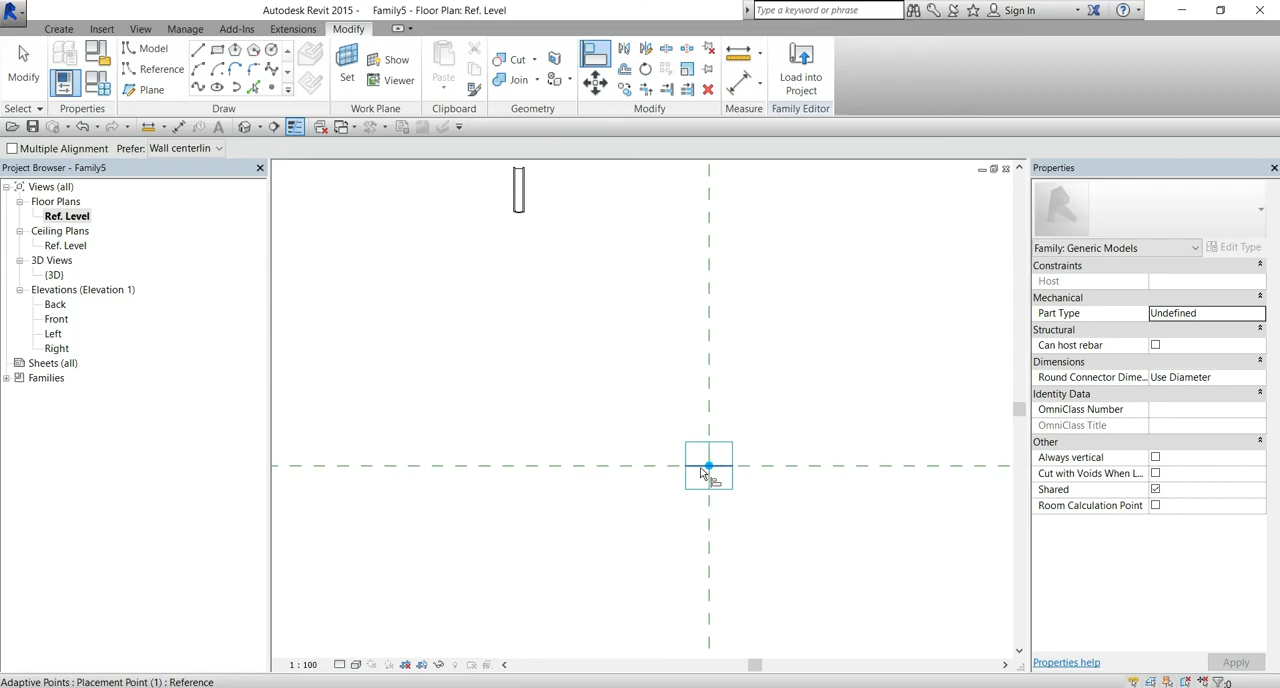 Autodesk Revit 2015 - Family5 - Floor Plan: Ref. Level
Type a keyword or phrase
Sign In
Create Insert View Manage Add-Ins Extensions Modify
Modify
Model
Reference
Plane
Set
Show
Viewer
Paste
Cut
Join
Load into
Project
Select Properties Draw Work Plane Clipboard Geometry Modify Measure Family Editor
Multiple Alignment Prefer: Wall centerlin
Project Browser - Family5
Views (all)
Floor Plans
Ref. Level
Ceiling Plans
Ref. Level
3D Views
{3D}
Elevations (Elevation 1)
Back
Front
Left
Right
Sheets (all)
Families
Properties
Family: Generic Models Edit Type
Constraints
Host
Mechanical
Part Type Undefined
Structural
Can host rebar
Dimensions
Round Connector Dime... Use Diameter
Identity Data
OmniClass Number
OmniClass Title
Other
Always vertical
Cut with Voids When L...
Shared
Room Calculation Point
Properties help Apply
1 : 100
Adaptive Points : Placement Point (1) : Reference
:0